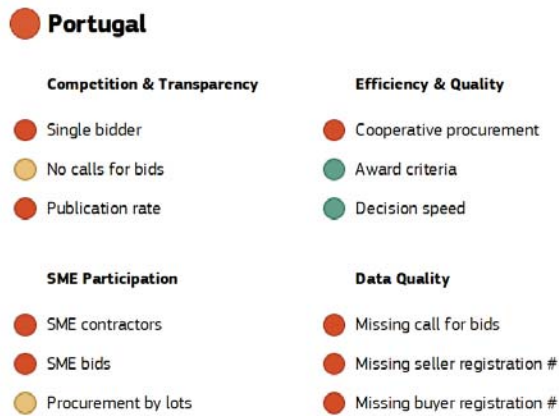 Portugal
Competition & Transparency
Single bidder
No calls for bids
Publication rate
Efficiency & Quality
Cooperative procurement
Award criteria
Decision speed
SME Participation
SME contractors
SME bids
Procurement by lots
Data Quality
Missing call for bids
Missing seller registration #
Missing buyer registration #